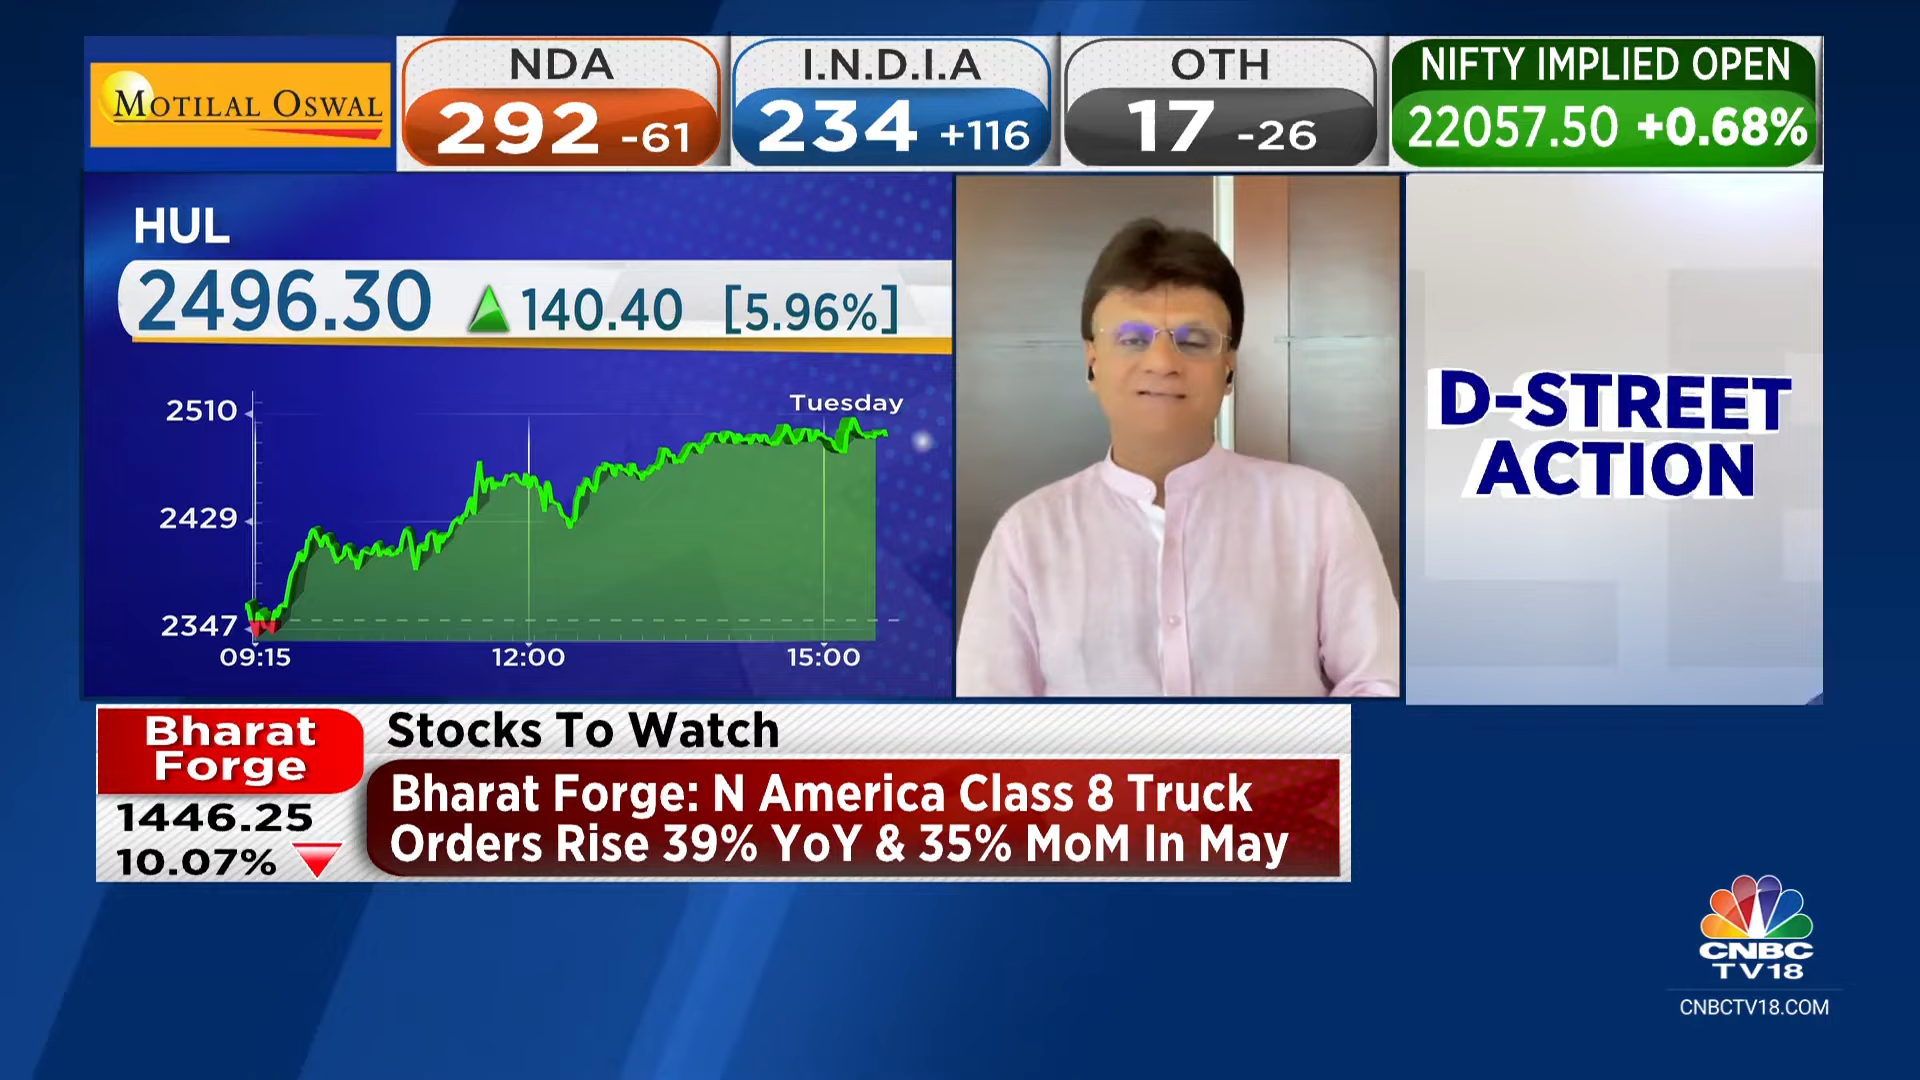 MOTILAL OSWAL
NDA
292 -61
I.N.D.I.A
234 +116
OTH
17 -26
NIFTY IMPLIED OPEN
22057.50 +0.68%
HUL
2496.30 140.40 [5.96%]
Tuesday
2510
2429
2347
09:15 12:00 15:00
D-STREET
ACTION
Bharat
Forge
1446.25
10.07%
Stocks To Watch
Bharat Forge: N America Class 8 Truck
Orders Rise 39% YoY & 35% MoM In May
CNBC
TV18
CNBCTV18.COM